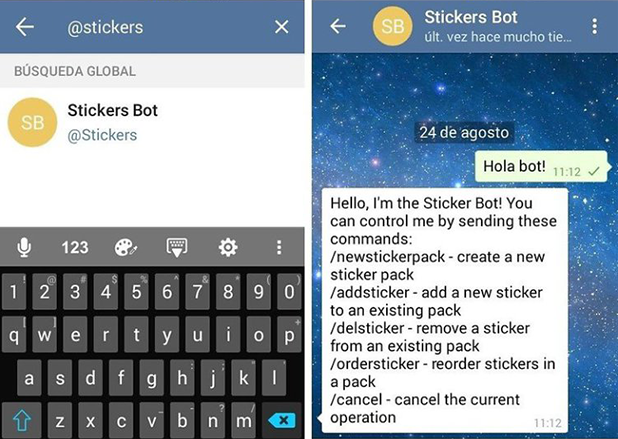 @stickers
BÚSQUEDA GLOBAL
SB
Stickers Bot
@Stickers
123
1 2 3 4 5 6 7 8 9 0
@ # $ % & * ( )
q w e r t y u i o p
a s d f g h j k l
z x c v b n m
SB
Stickers Bot
últ. vez hace mucho tie...
24 de agosto
Hola bot! 11:12
Hello, I'm the Sticker Bot! You
can control me by sending these
commands:
/newstickerpack - create a new
sticker pack
/addsticker - add a new sticker
to an existing pack
/delsticker - remove a sticker
from an existing pack
/ordersticker - reorder stickers in
a pack
/cancel - cancel the current
operation
11:12